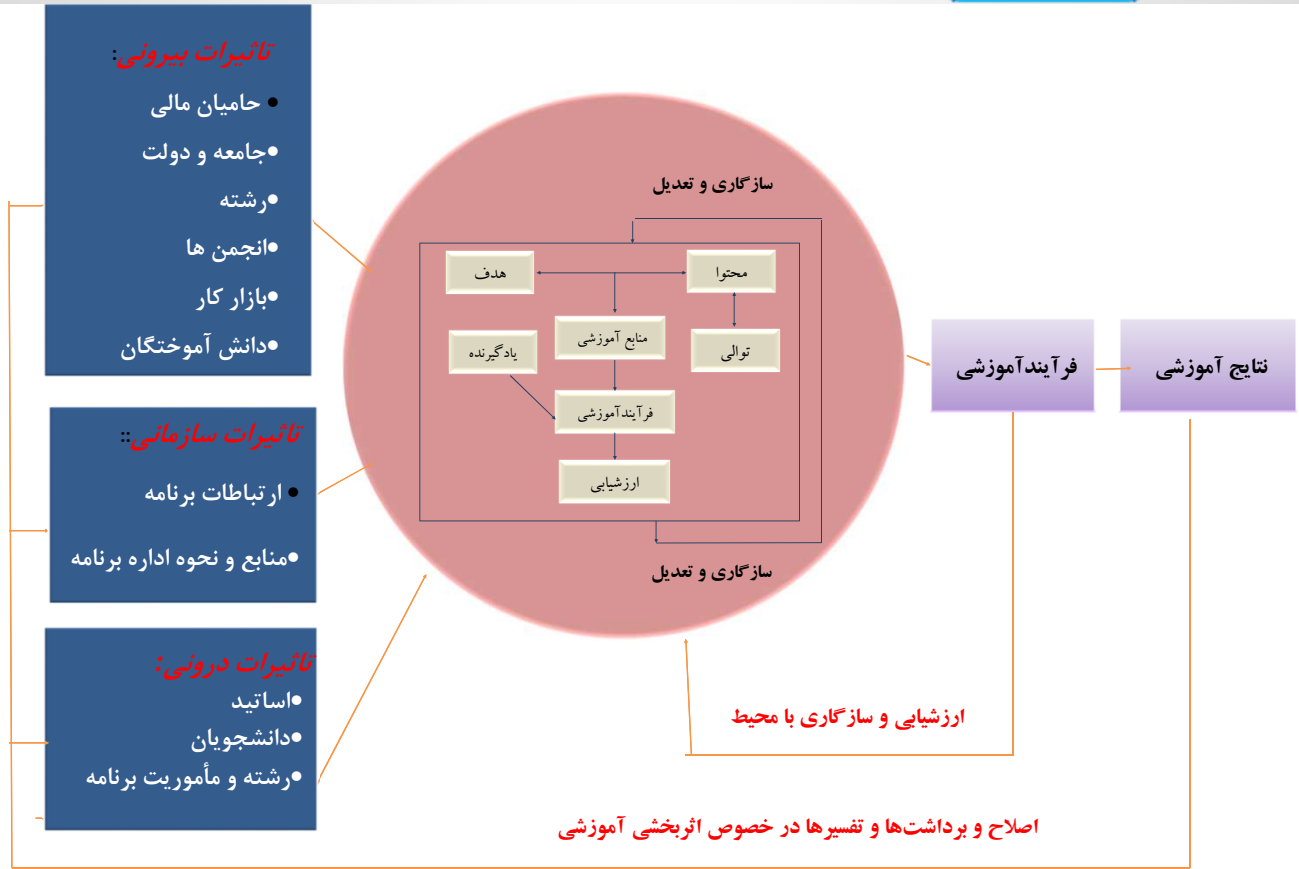 تاثیرات بیرونی:
• حامیان مالی
•جامعه و دولت
•رشته
•انجمن ها
•بازار کار
•دانش آموختگان
تاثیرات سازمانی::
• ارتباطات برنامه
•منابع و نحوه اداره برنامه
تاثیرات درونی:
•اساتید
•دانشجویان
•رشته و مأموریت برنامه
سازگاری و تعدیل
محتوا
هدف
توالی
منابع آموزشی
یادگیرنده
فرآیندآموزشی
ارزشیابی
سازگاری و تعدیل
فرآیندآموزشی
نتایج آموزشی
ارزشیابی و سازگاری با محیط
اصلاح و برداشت‌ها و تفسیرها در خصوص اثربخشی آموزشی